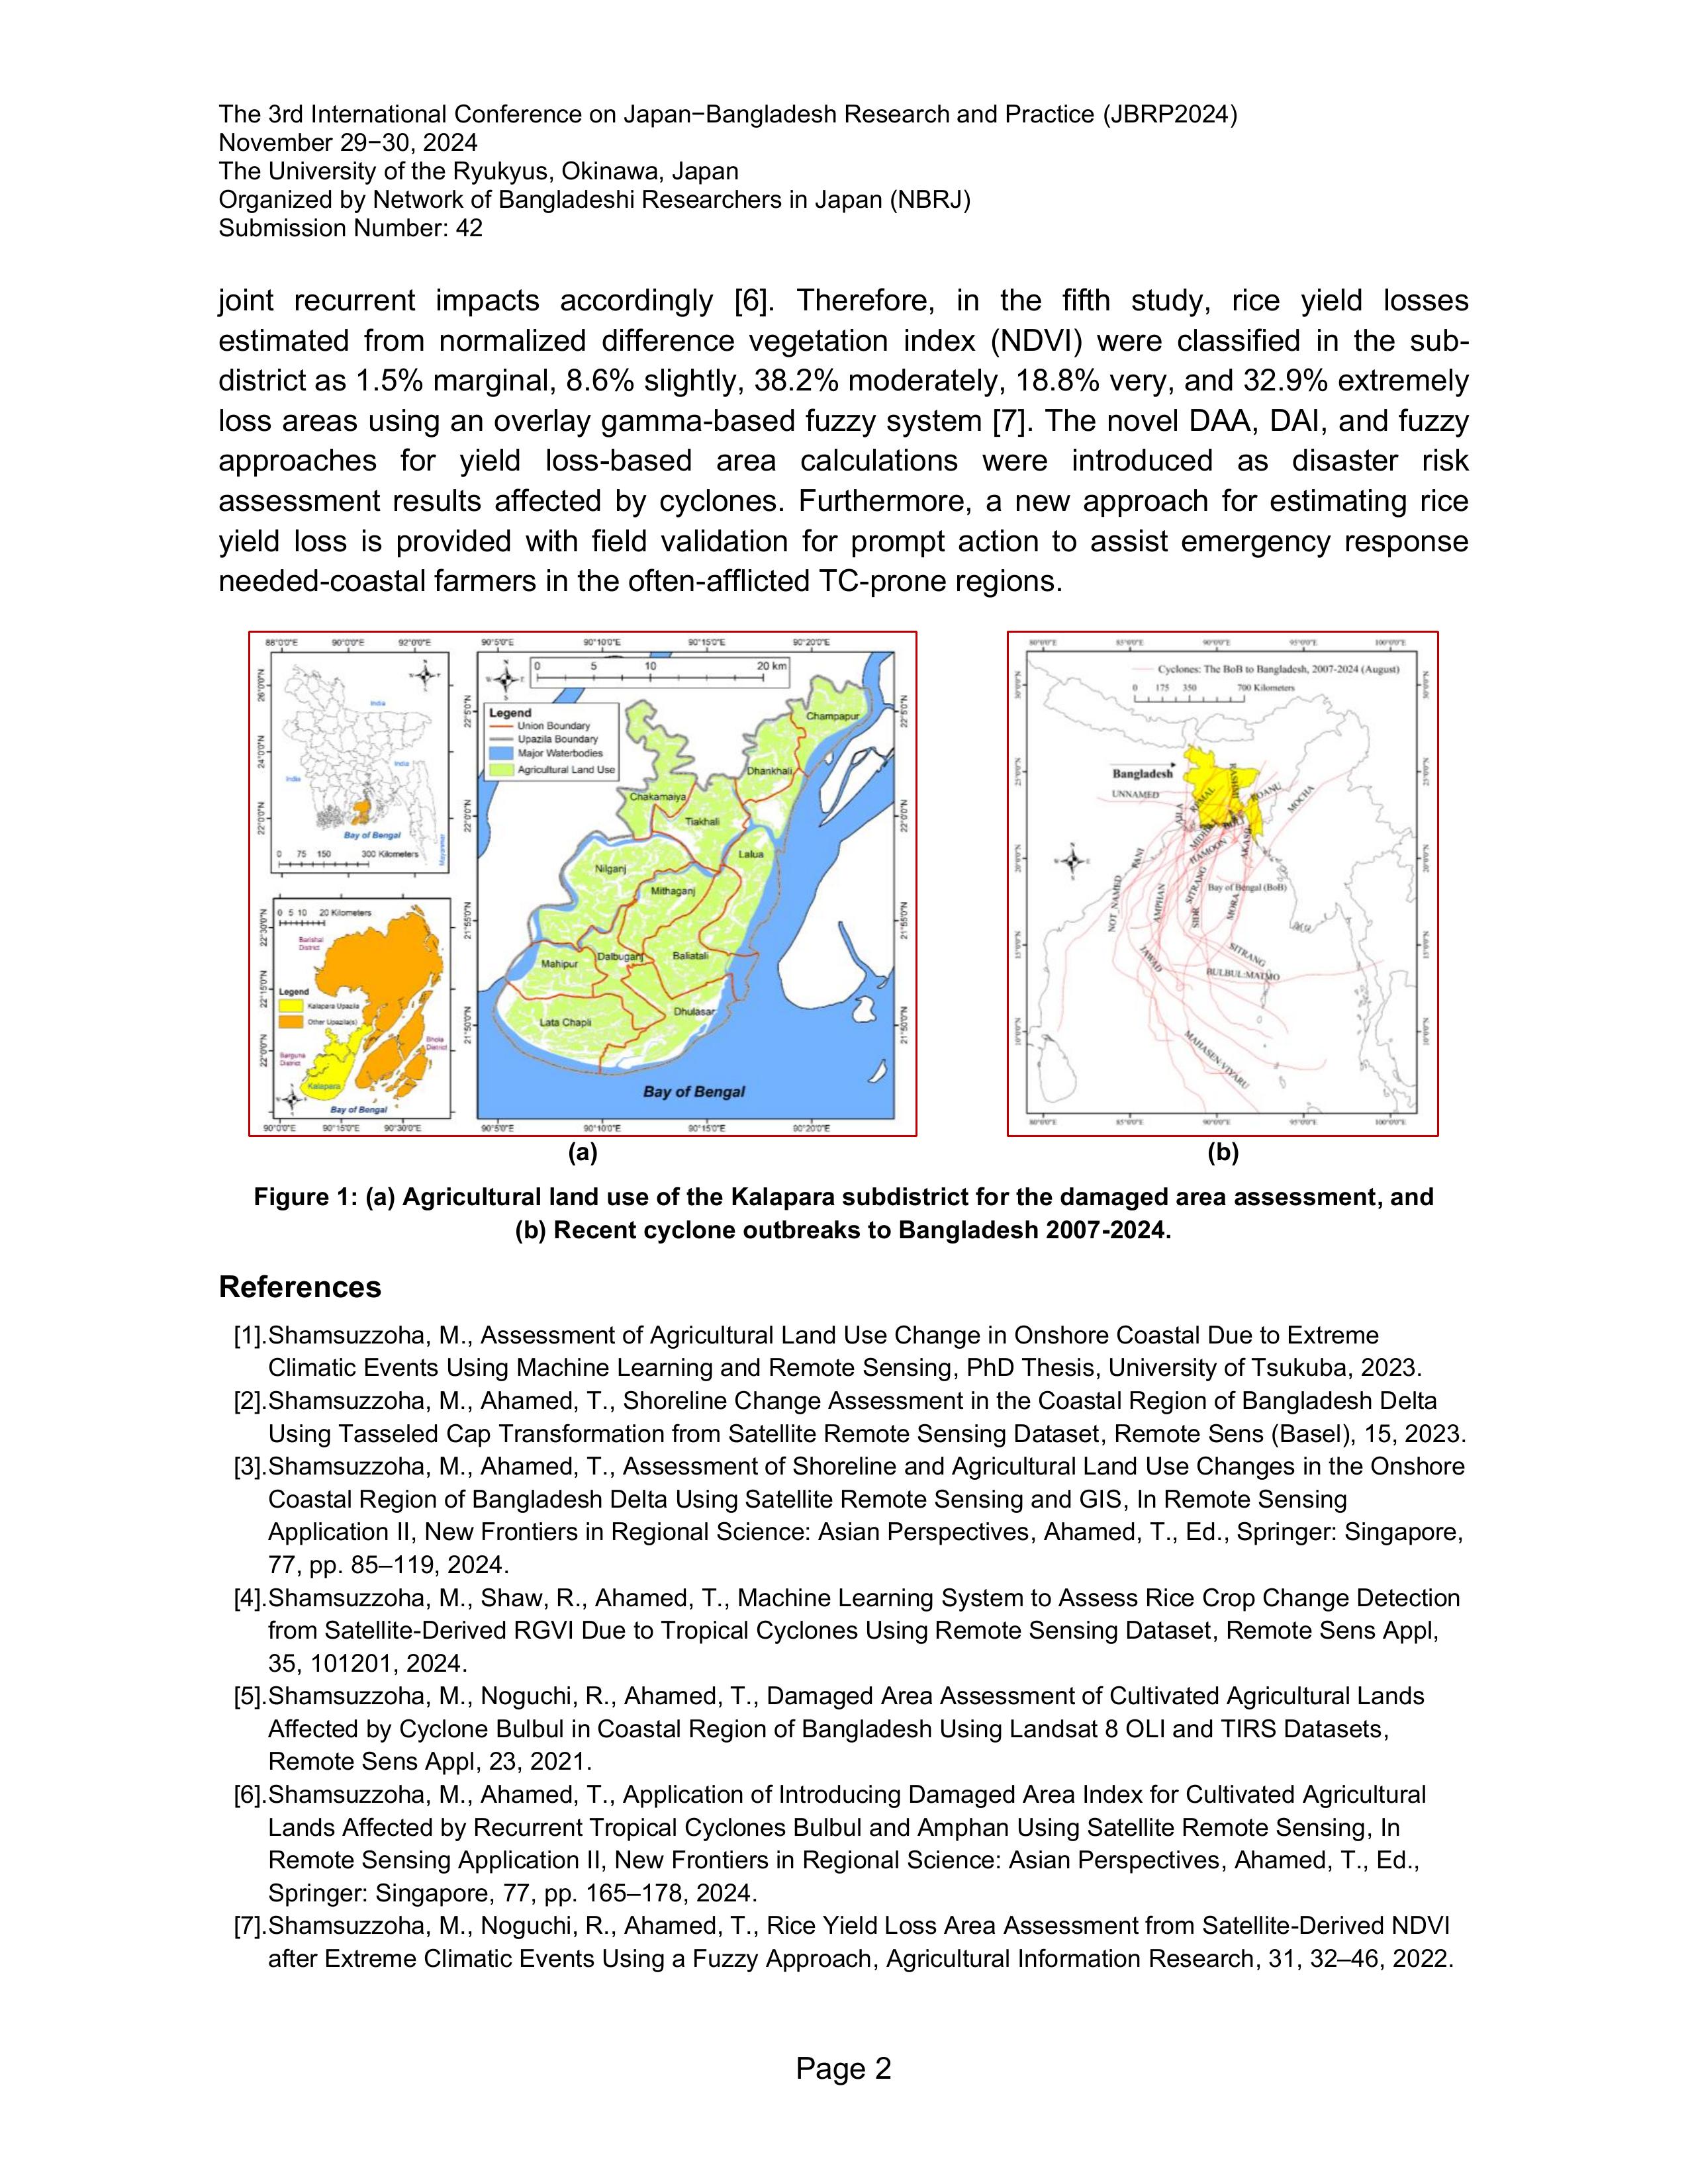 The 3rd International Conference on Japan−Bangladesh Research and Practice (JBRP2024)
November 29−30, 2024
The University of the Ryukyus, Okinawa, Japan
Organized by Network of Bangladeshi Researchers in Japan (NBRJ)
Submission Number: 42
joint recurrent impacts accordingly [6]. Therefore, in the fifth study, rice yield losses
estimated from normalized difference vegetation index (NDVI) were classified in the sub-
district as 1.5% marginal, 8.6% slightly, 38.2% moderately, 18.8% very, and 32.9% extremely
loss areas using an overlay gamma-based fuzzy system [7]. The novel DAA, DAI, and fuzzy
approaches for yield loss-based area calculations were introduced as disaster risk
assessment results affected by cyclones. Furthermore, a new approach for estimating rice
yield loss is provided with field validation for prompt action to assist emergency response
needed-coastal farmers in the often-afflicted TC-prone regions.
88°0'0"E 90°0'0"E 92°0'0"E
26°0'0"N
24°0'0"N
22°0'0"N
India
India
India
Bay of Bengal
Myanmar
0 75 150 300 Kilometers
0 5 10 20 Kilometers
Barishal
District
Legend
Kalapara Upazila
Other Upazila(s)
Barguna
District
Bhola
District
Kalapara
Bay of Bengal
22°30'0"N
22°15'0"N
22°0'0"N
90°0'0"E 90°15'0"E 90°30'0"E
90°5'0"E 90°10'0"E 90°15'0"E 90°20'0"E
0 5 10 20 km
Legend
Union Boundary
Upazila Boundary
Major Waterbodies
Agricultural Land Use
Champapur
Dhankhali
Chakamaiya
Tiakhali
Lalua
Nilganj
Mithaganj
Dalbuganj
Baliatali
Mahipur
Dhulasar
Lata Chapli
Bay of Bengal
22°5'0"N
22°0'0"N
21°55'0"N
21°50'0"N
22°5'0"N
22°0'0"N
21°55'0"N
21°50'0"N
90°5'0"E 90°10'0"E 90°15'0"E 90°20'0"E
80°0'0"E 85°0'0"E 90°0'0"E 95°0'0"E 100°0'0"E
Cyclones: The BoB to Bangladesh, 2007-2024 (August)
0 175 350 700 Kilometers
Bangladesh
UNNAMED
RASHMI
REMAL
ROANU
MOCHA
AILA
MIDHILI
HAMOON
AKASH
FANI
Bay of Bengal (BoB)
NOT_NAMED
AMPHAN
SITRANG
SIDR
MORA
SITRANG
JAWAD
BULBUL:MATMO
MAHASEN:VIYARU
80°0'0"E 85°0'0"E 90°0'0"E 95°0'0"E 100°0'0"E
(a)
(b)
Figure 1: (a) Agricultural land use of the Kalapara subdistrict for the damaged area assessment, and
(b) Recent cyclone outbreaks to Bangladesh 2007-2024.
References
[1].Shamsuzzoha, M., Assessment of Agricultural Land Use Change in Onshore Coastal Due to Extreme
Climatic Events Using Machine Learning and Remote Sensing, PhD Thesis, University of Tsukuba, 2023.
[2].Shamsuzzoha, M., Ahamed, T., Shoreline Change Assessment in the Coastal Region of Bangladesh Delta
Using Tasseled Cap Transformation from Satellite Remote Sensing Dataset, Remote Sens (Basel), 15, 2023.
[3].Shamsuzzoha, M., Ahamed, T., Assessment of Shoreline and Agricultural Land Use Changes in the Onshore
Coastal Region of Bangladesh Delta Using Satellite Remote Sensing and GIS, In Remote Sensing
Application II, New Frontiers in Regional Science: Asian Perspectives, Ahamed, T., Ed., Springer: Singapore,
77, pp. 85–119, 2024.
[4].Shamsuzzoha, M., Shaw, R., Ahamed, T., Machine Learning System to Assess Rice Crop Change Detection
from Satellite-Derived RGVI Due to Tropical Cyclones Using Remote Sensing Dataset, Remote Sens Appl,
35, 101201, 2024.
[5].Shamsuzzoha, M., Noguchi, R., Ahamed, T., Damaged Area Assessment of Cultivated Agricultural Lands
Affected by Cyclone Bulbul in Coastal Region of Bangladesh Using Landsat 8 OLI and TIRS Datasets,
Remote Sens Appl, 23, 2021.
[6].Shamsuzzoha, M., Ahamed, T., Application of Introducing Damaged Area Index for Cultivated Agricultural
Lands Affected by Recurrent Tropical Cyclones Bulbul and Amphan Using Satellite Remote Sensing, In
Remote Sensing Application II, New Frontiers in Regional Science: Asian Perspectives, Ahamed, T., Ed.,
Springer: Singapore, 77, pp. 165–178, 2024.
[7].Shamsuzzoha, M., Noguchi, R., Ahamed, T., Rice Yield Loss Area Assessment from Satellite-Derived NDVI
after Extreme Climatic Events Using a Fuzzy Approach, Agricultural Information Research, 31, 32–46, 2022.
Page 2